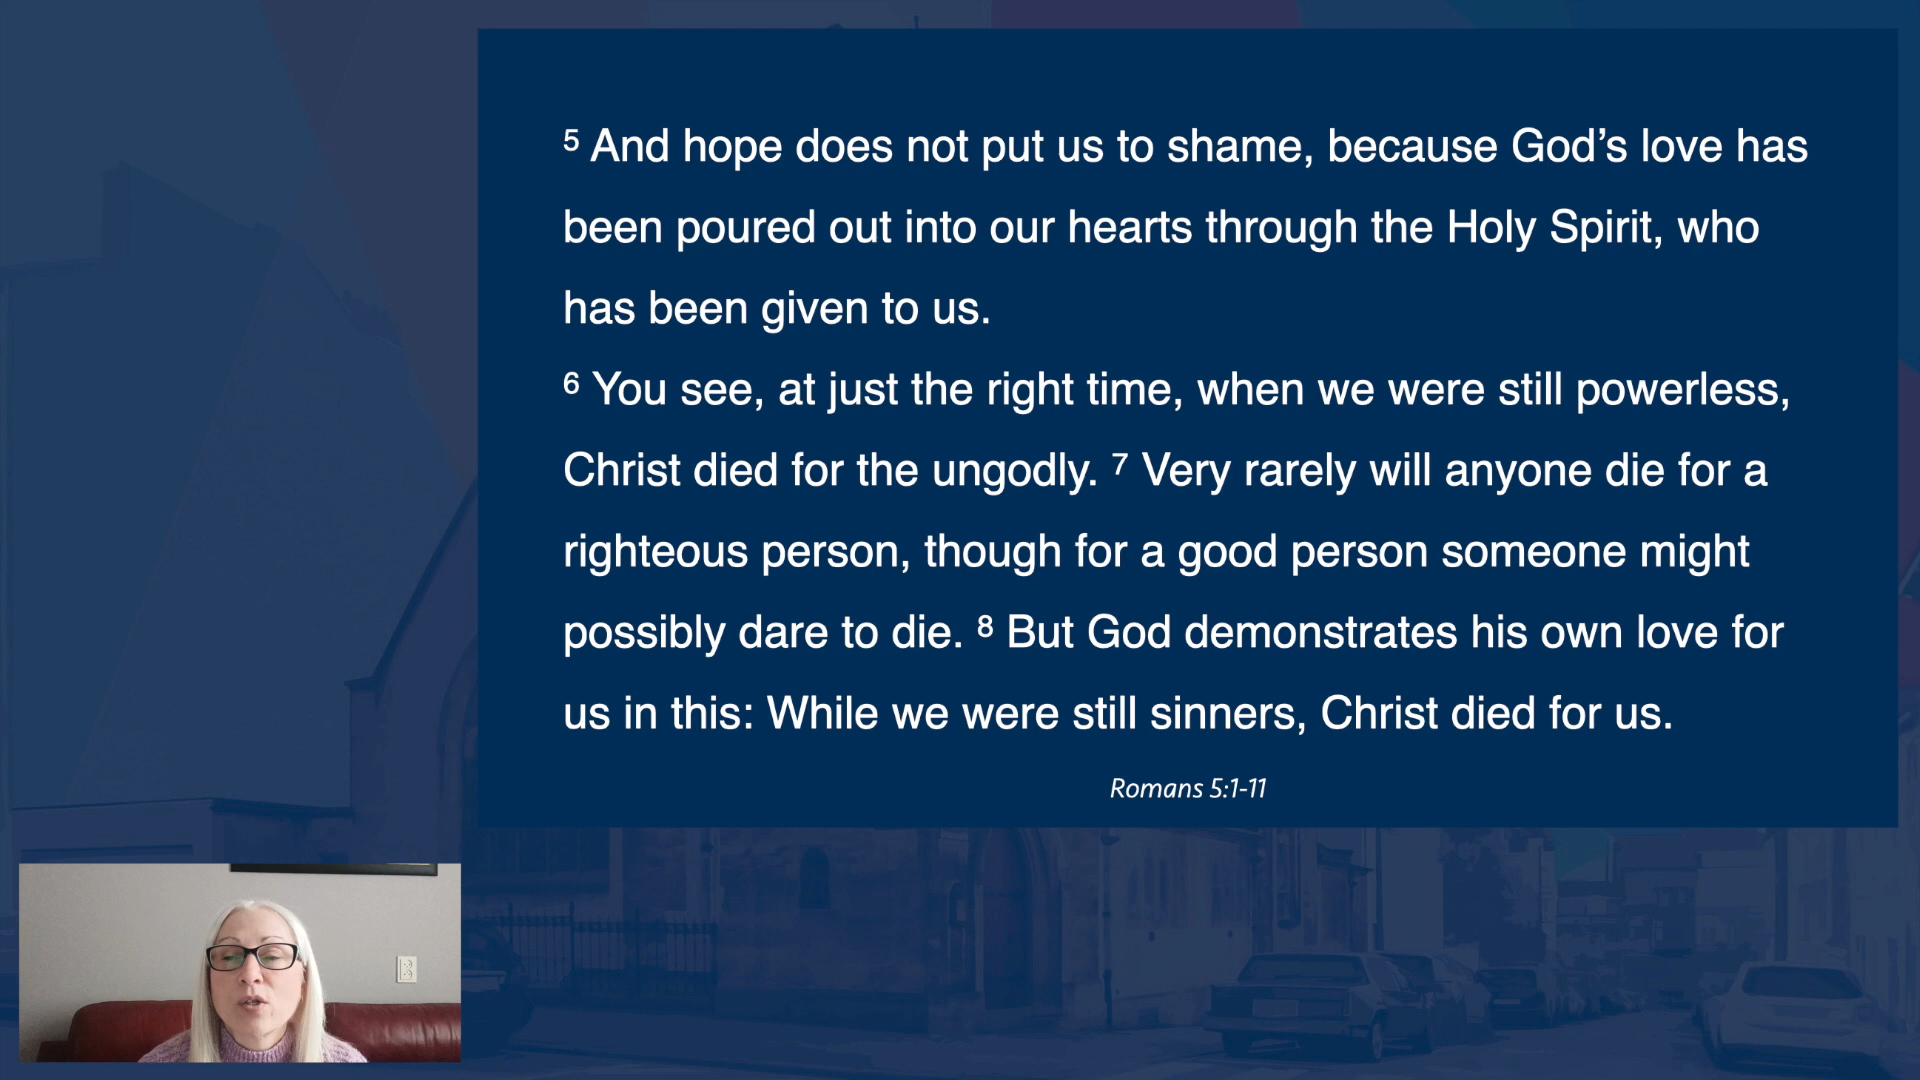 ⁵ And hope does not put us to shame, because God’s love has
been poured out into our hearts through the Holy Spirit, who
has been given to us.
⁶ You see, at just the right time, when we were still powerless,
Christ died for the ungodly. ⁷ Very rarely will anyone die for a
righteous person, though for a good person someone might
possibly dare to die. ⁸ But God demonstrates his own love for
us in this: While we were still sinners, Christ died for us.
Romans 5:1-11